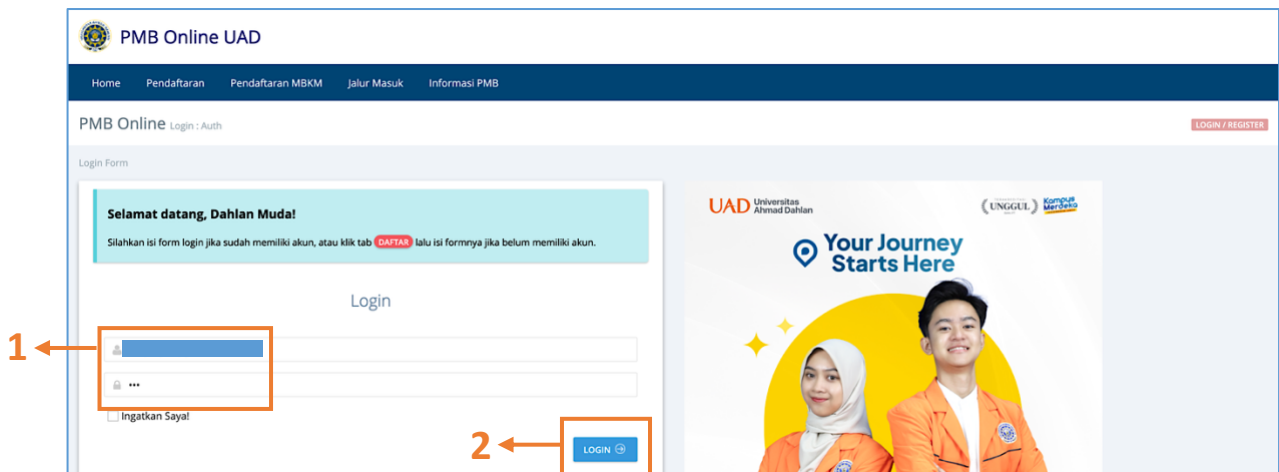 PMB Online UAD
Home Pendaftaran Pendaftaran MBKM Jalur Masuk Informasi PMB
PMB Online Login : Auth
LOGIN / REGISTER
Login Form
Selamat datang, Dahlan Muda!
Silahkan isi form login jika sudah memiliki akun, atau klik tab DAFTAR lalu isi formnya jika belum memiliki akun.
Login
1
•••
Ingatkan Saya!
2
LOGIN
UAD Universitas
Ahmad Dahlan
UNGGUL
Kampus
Merdeka
Your Journey
Starts Here